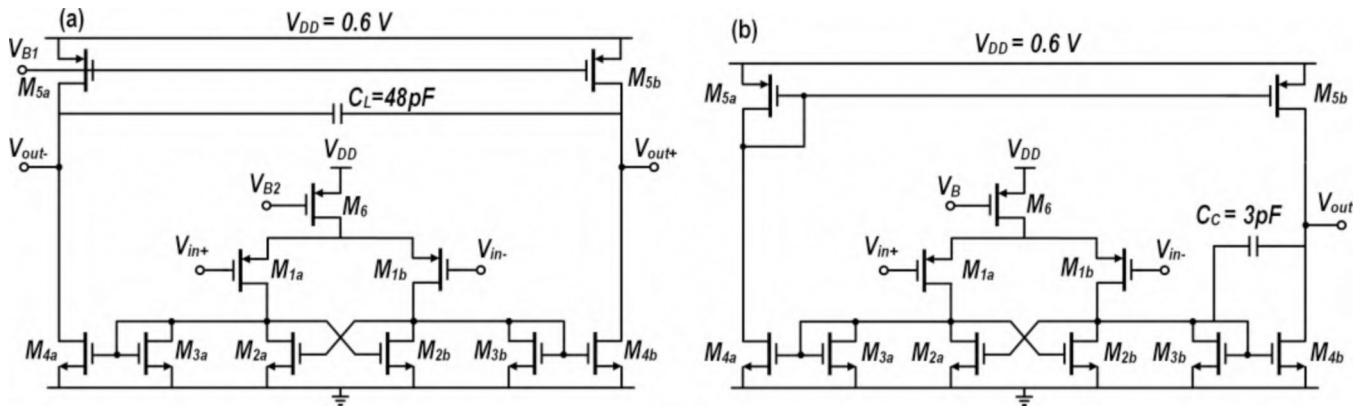 (a)
V_DD = 0.6 V
V_B1
M_5a
M_5b
C_L=48pF
V_out-
V_out+
V_DD
V_B2
M_6
V_in+
M_1a
M_1b
V_in-
M_4a
M_3a
M_2a
M_2b
M_3b
M_4b
(b)
V_DD = 0.6 V
M_5a
M_5b
V_DD
V_B
M_6
C_C = 3pF
V_out
V_in+
M_1a
M_1b
V_in-
M_4a
M_3a
M_2a
M_2b
M_3b
M_4b